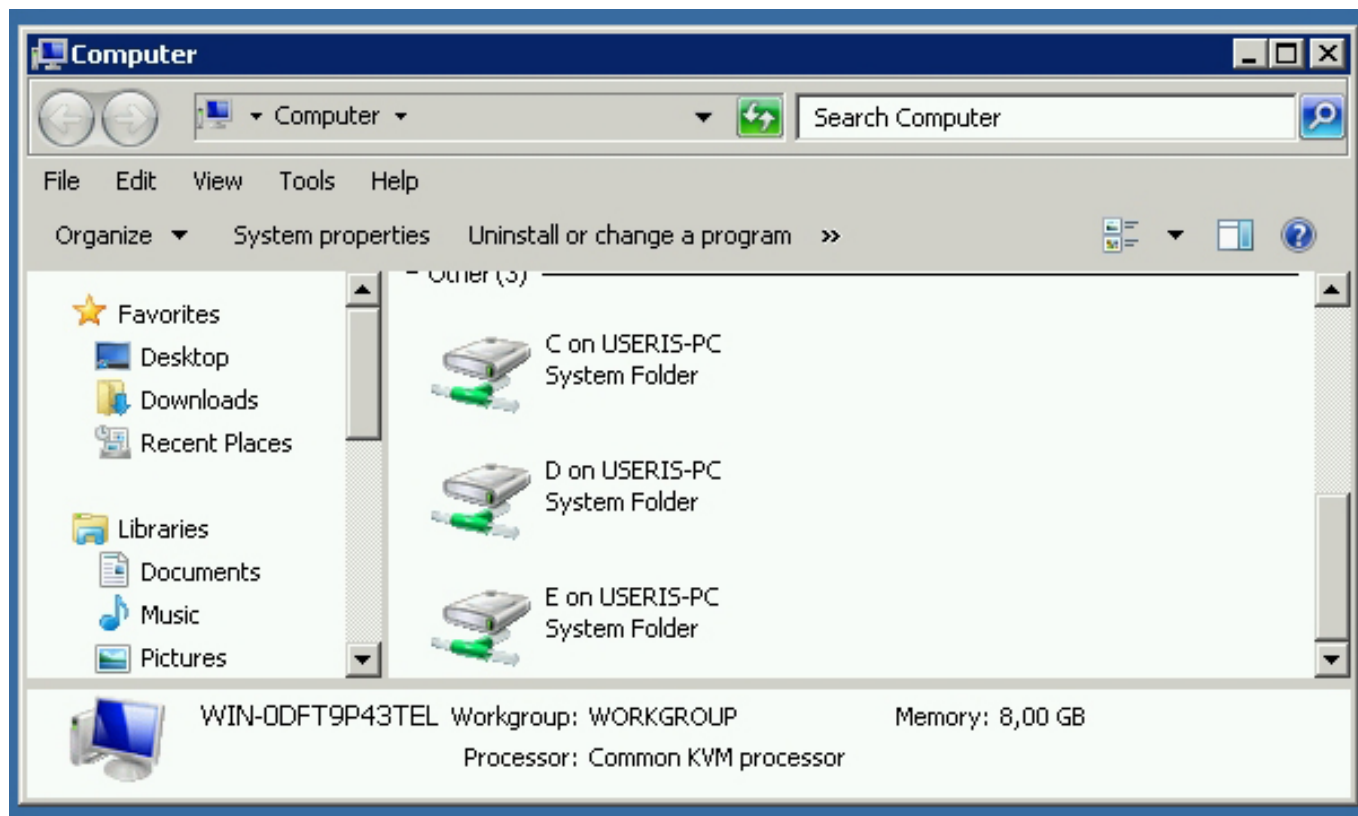 Computer
Computer
Search Computer
File Edit View Tools Help
Organize System properties Uninstall or change a program »
Favorites
Desktop
Downloads
Recent Places
Libraries
Documents
Music
Pictures
Other (3)
C on USERIS-PC
System Folder
D on USERIS-PC
System Folder
E on USERIS-PC
System Folder
WIN-0DFT9P43TEL Workgroup: WORKGROUP Memory: 8,00 GB
Processor: Common KVM processor